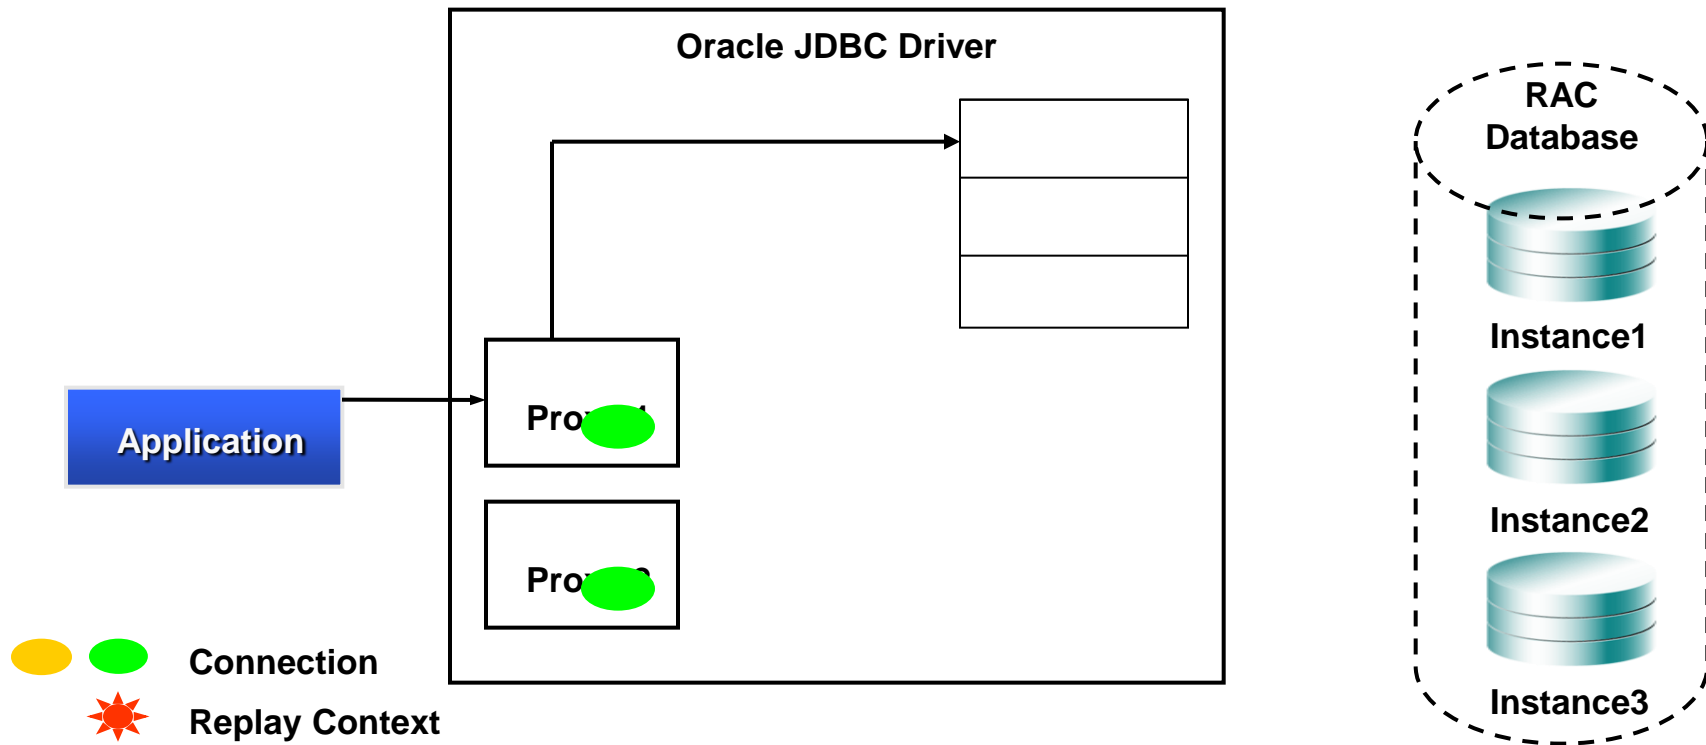 Oracle JDBC Driver
RAC
Database
Instance1
Application
Instance2
Connection
Replay Context
Instance3